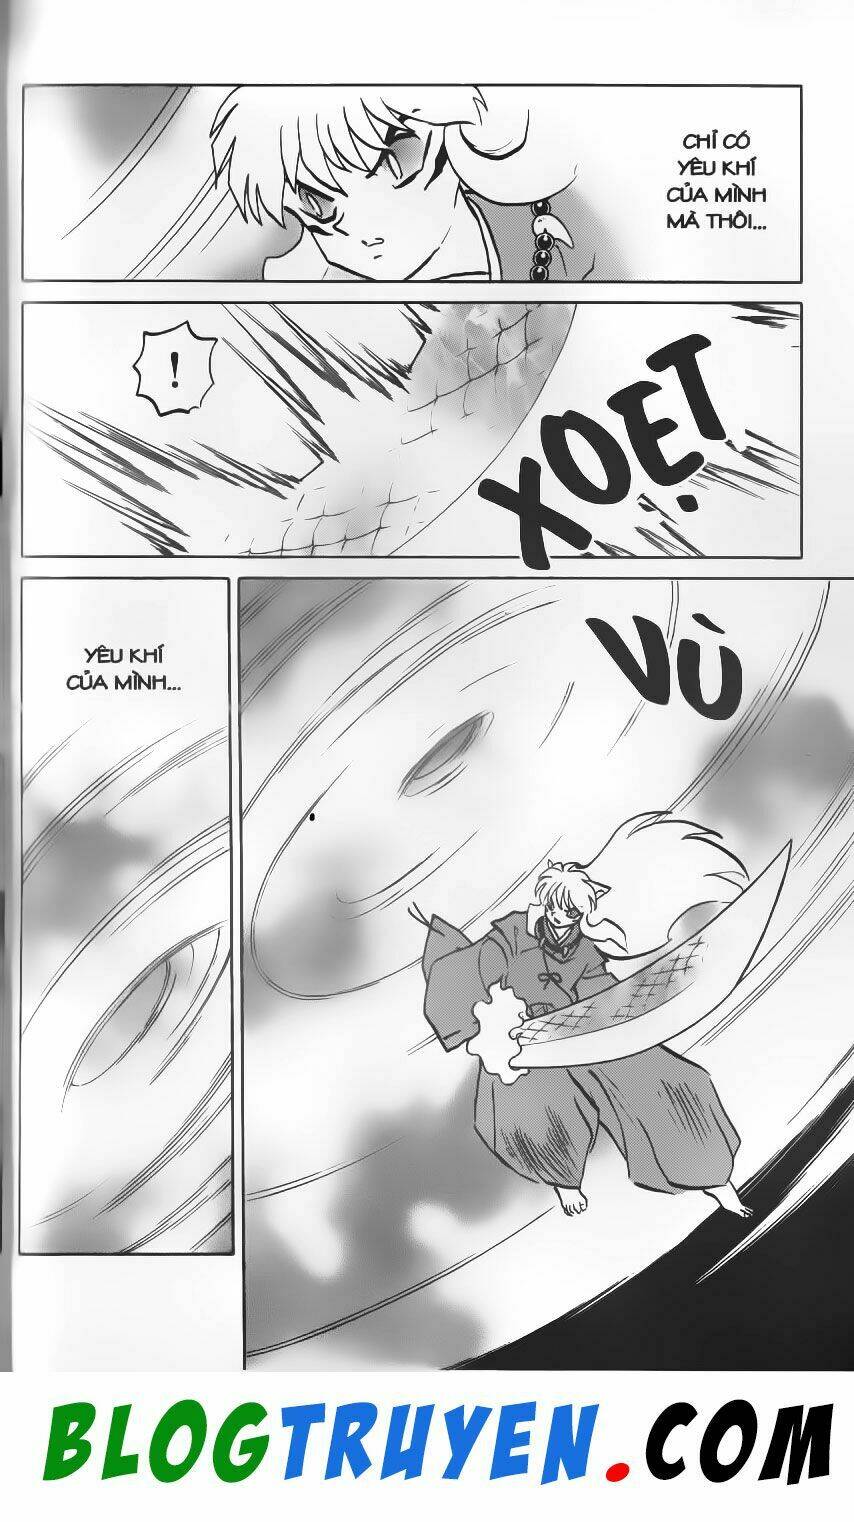 CHỈ CÓ
YÊU KHÍ
CỦA MÌNH
MÀ THÔI...
!
XOẸT
VÙ
YÊU KHÍ
CỦA MÌNH...
BLOGTRUYEN.COM